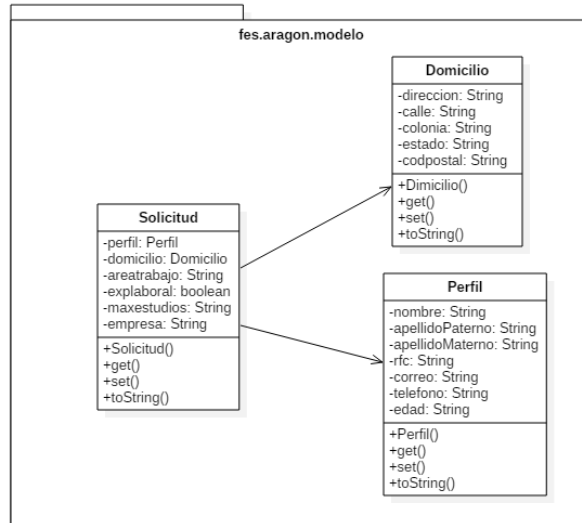 fes.aragon.modelo
Domicilio
-direccion: String
-calle: String
-colonia: String
-estado: String
-codpostal: String
+Dimicilio()
+get()
+set()
+toString()
Solicitud
-perfil: Perfil
-domicilio: Domicilio
-areatrabajo: String
-explaboral: boolean
-maxestudios: String
-empresa: String
+Solicitud()
+get()
+set()
+toString()
Perfil
-nombre: String
-apellidoPaterno: String
-apellidoMaterno: String
-rfc: String
-correo: String
-telefono: String
-edad: String
+Perfil()
+get()
+set()
+toString()